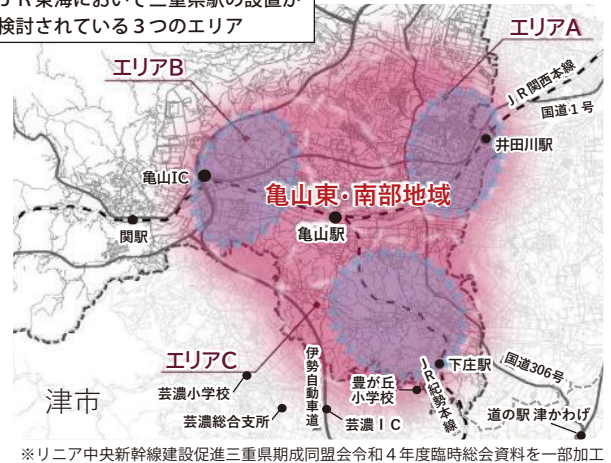 ＪＲ東海において三重県駅の設置が
検討されている３つのエリア
エリアA
エリアB
ＪＲ関西本線
国道１号
井田川駅
亀山IC
亀山東・南部地域
亀山駅
関駅
エリアC
伊勢自動車道
豊が丘
小学校
下庄駅
ＪＲ紀勢本線
国道306号
芸濃小学校
津市
芸濃総合支所
芸濃ＩＣ
道の駅 津かわげ
※リニア中央新幹線建設促進三重県期成同盟会令和４年度臨時総会資料を一部加工